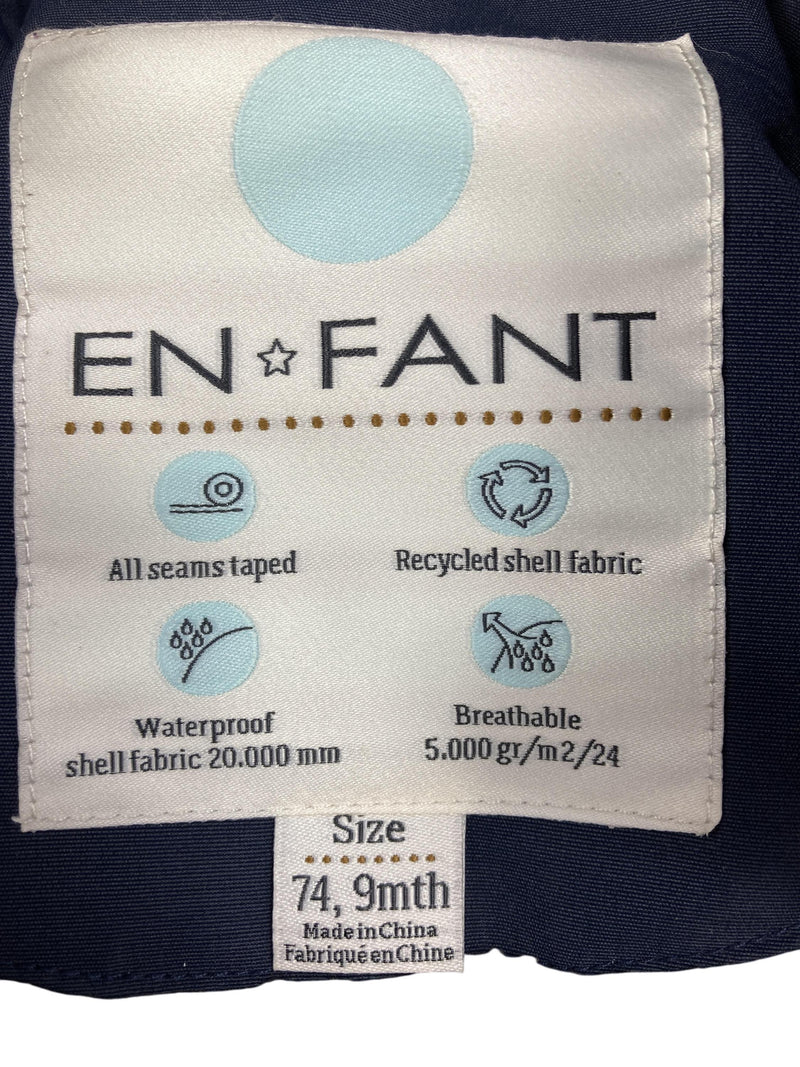 EN☆FANT
All seams taped
Recycled shell fabric
Waterproof
shell fabric 20.000 mm
Breathable
5.000 gr/m2/24
Size
74, 9mth
Made in China
Fabriqué en Chine